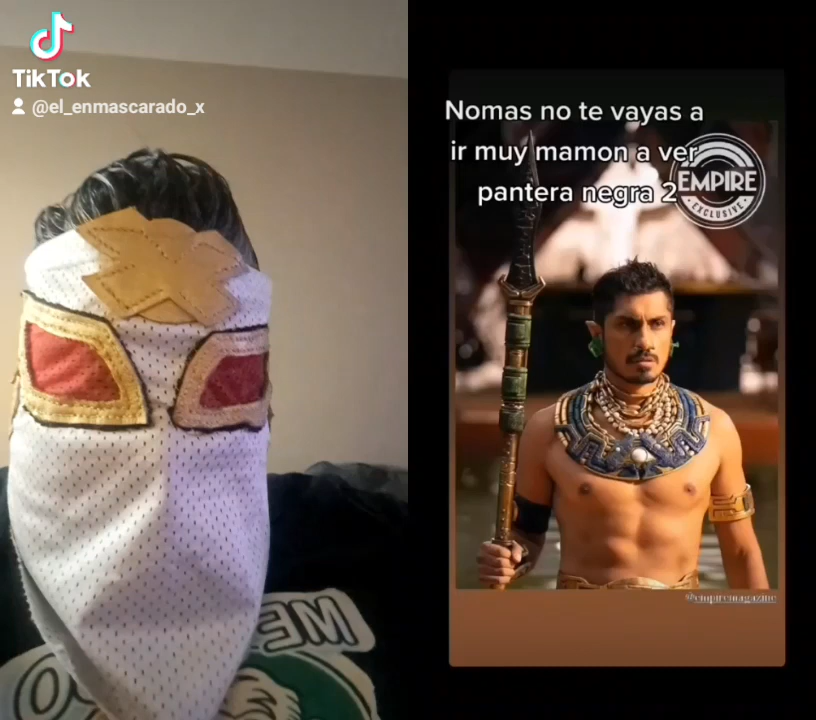 TikTok
@el_enmascarado_x
Nomas no te vayas a
ir muy mamon a ver
pantera negra 2
EMPIRE
EXCLUSIVE
@empiremagazine